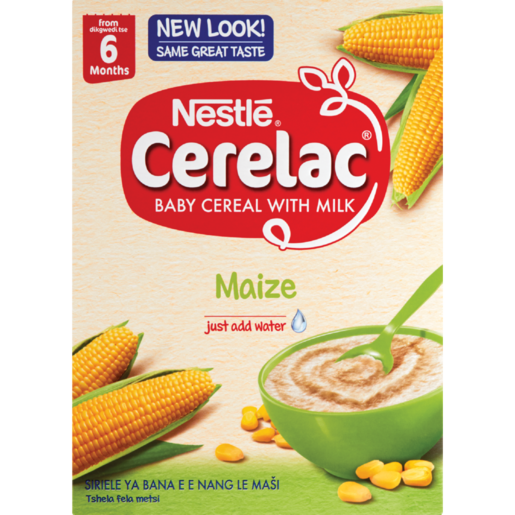 from
dikgwedi tse
6
Months
NEW LOOK!
SAME GREAT TASTE
Nestlé®
Cerelac®
BABY CEREAL WITH MILK
Maize
just add water
SIRIELE YA BANA E E NANG LE MAŠI
Tshela fela metsi